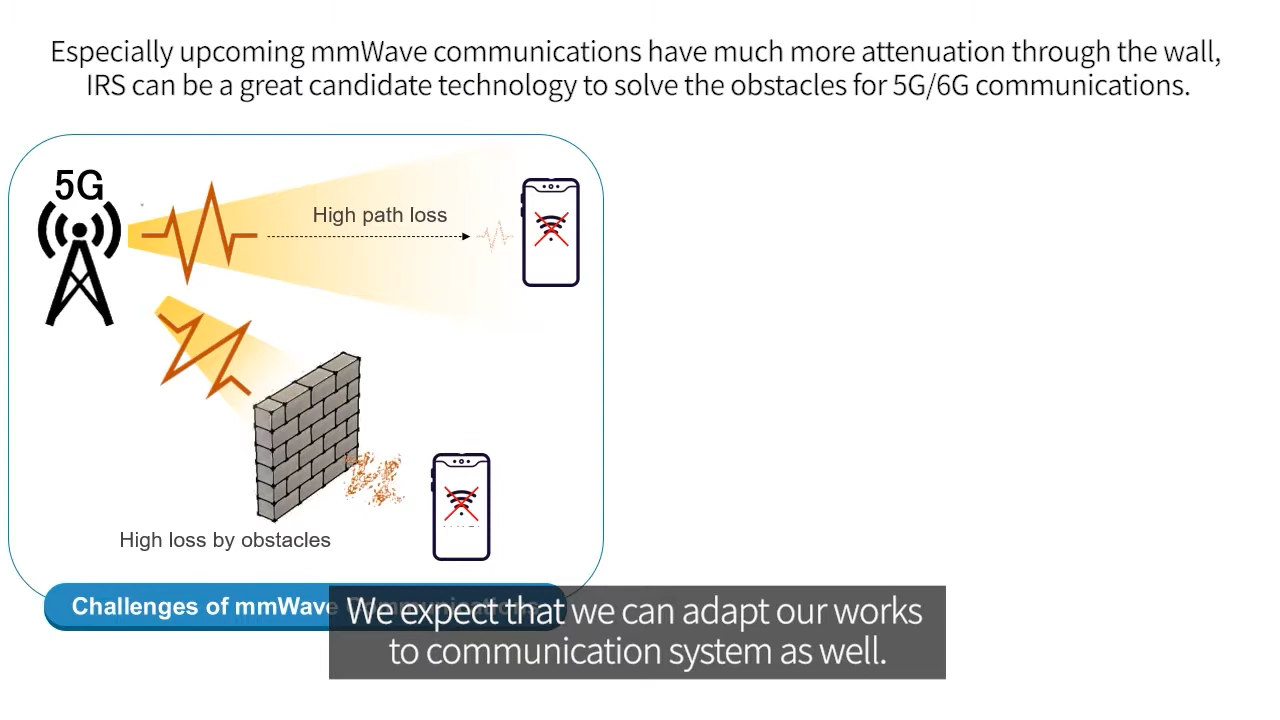 Especially upcoming mmWave communications have much more attenuation through the wall,
IRS can be a great candidate technology to solve the obstacles for 5G/6G communications.
5G
High path loss
High loss by obstacles
Challenges of mmWave Communications
We expect that we can adapt our works
to communication system as well.